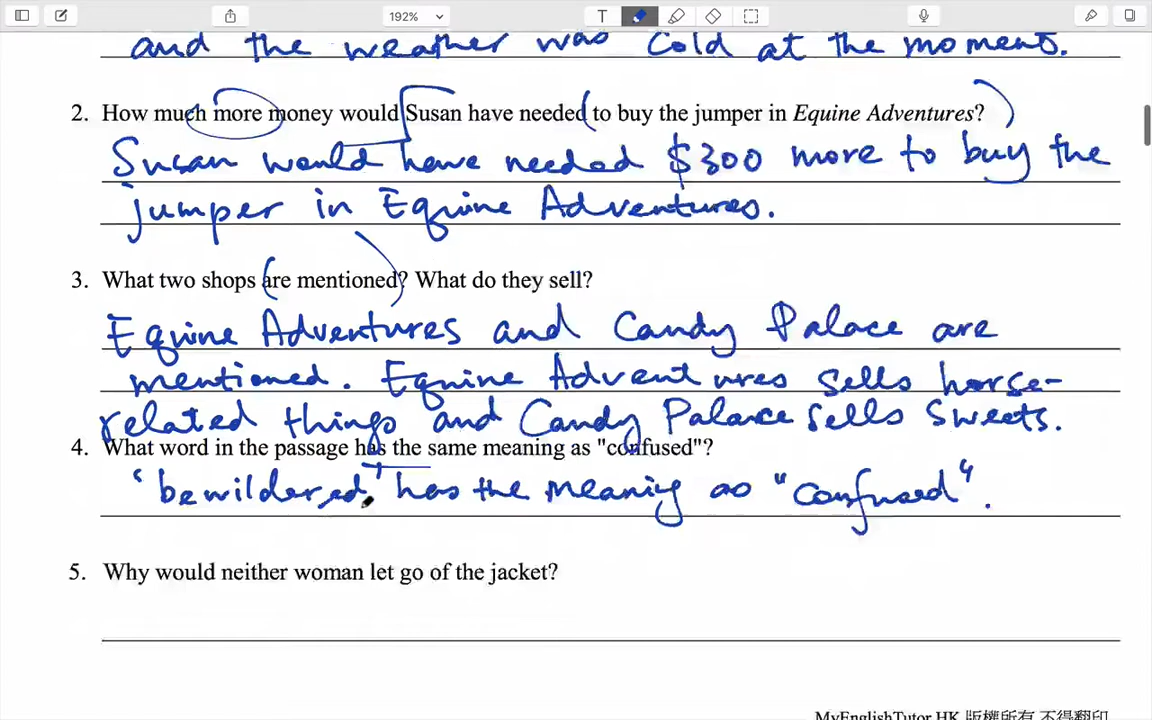 192%
and the weather was cold at the moment.
2. How much more money would Susan have needed to buy the jumper in Equine Adventures?
Susan would have needed $300 more to buy the
jumper in Equine Adventures.
3. What two shops are mentioned? What do they sell?
Equine Adventures and Candy Palace are
mentioned. Equine Adventures sells horse-
related things and Candy Palance sells sweets.
4. What word in the passage has the same meaning as "confused"?
"bewildered" has the meaning as "confused".
5. Why would neither woman let go of the jacket?
MyEnglishTutor HK 版權所有 不得翻印